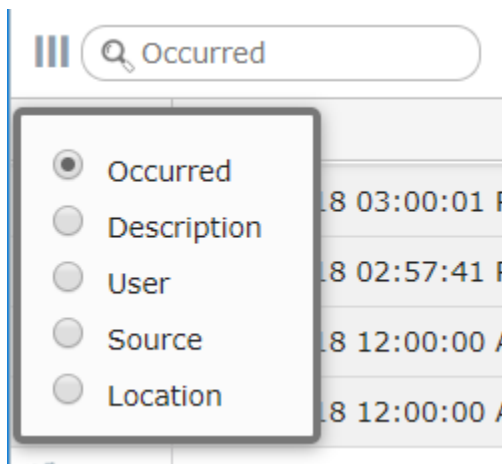 Occurred
Occurred
Description
18 03:00:01
User
18 02:57:41
Source
18 12:00:00
Location
18 12:00:00